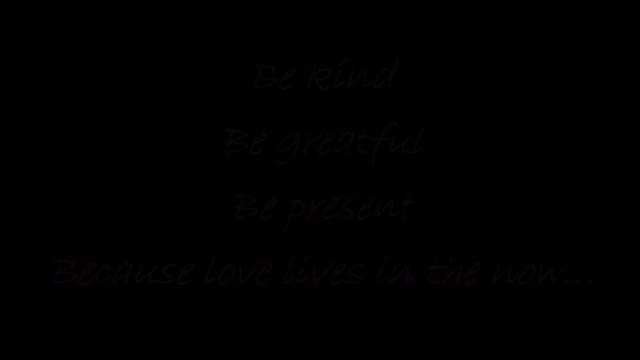 Be kind
Be greatful
Be present
Because love lives in the now...